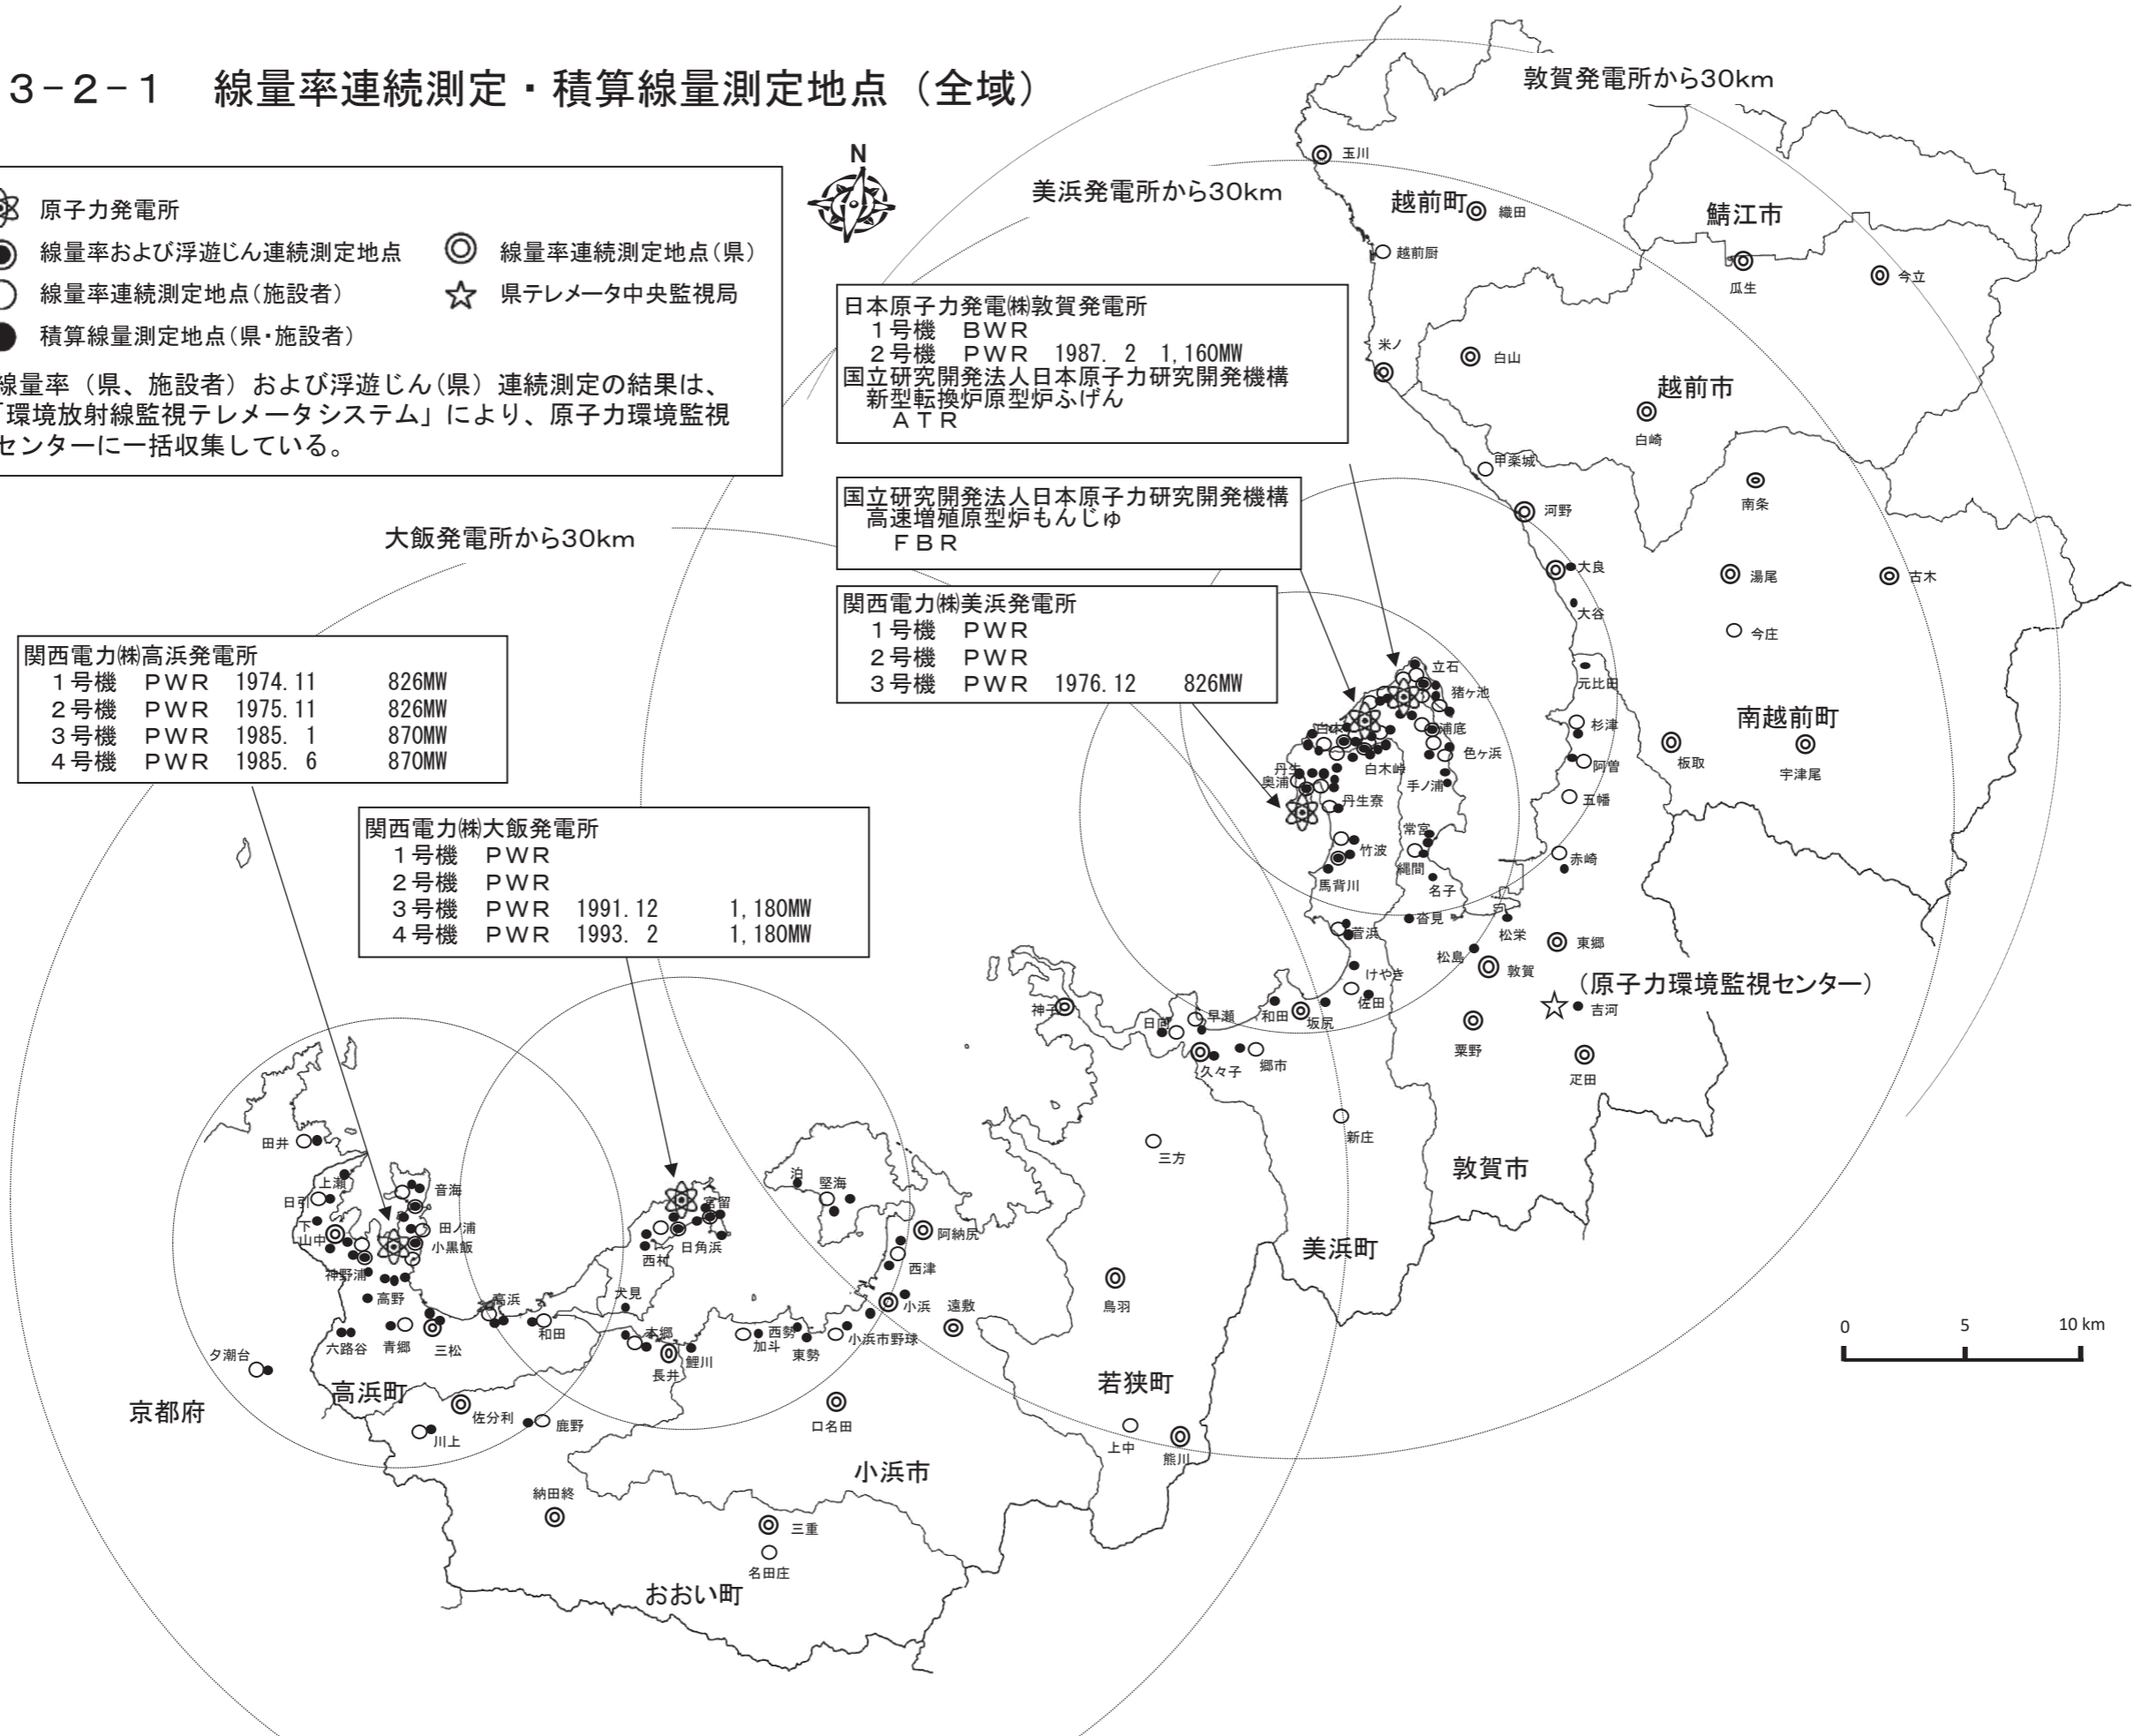 3-2-1　線量率連続測定・積算線量測定地点（全域）
原子力発電所
線量率および浮遊じん連続測定地点
線量率連続測定地点(県)
線量率連続測定地点(施設者)
県テレメータ中央監視局
積算線量測定地点(県・施設者)
線量率（県、施設者）および浮遊じん(県）連続測定の結果は、
「環境放射線監視テレメータシステム」により、原子力環境監視
センターに一括収集している。
N
敦賀発電所から30km
美浜発電所から30km
大飯発電所から30km
日本原子力発電㈱敦賀発電所
1号機　BWR
2号機　PWR　1987. 2　1,160MW
国立研究開発法人日本原子力研究開発機構
新型転換炉原型炉ふげん
ATR
国立研究開発法人日本原子力研究開発機構
高速増殖原型炉もんじゅ
FBR
関西電力㈱美浜発電所
1号機　PWR
2号機　PWR
3号機　PWR　1976.12　826MW
関西電力㈱高浜発電所
1号機　PWR　1974.11　826MW
2号機　PWR　1975.11　826MW
3号機　PWR　1985. 1　870MW
4号機　PWR　1985. 6　870MW
関西電力㈱大飯発電所
1号機　PWR
2号機　PWR
3号機　PWR　1991.12　1,180MW
4号機　PWR　1993. 2　1,180MW
玉川
越前町
織田
鯖江市
越前厨
瓜生
今立
米ノ
白山
越前市
白崎
甲楽城
南条
河野
大良
湯尾
古木
大谷
今庄
立石
元比田
猪ヶ池
南越前町
浦底
杉津
白木
色ヶ浜
板取
宇津尾
丹生
白木峠
阿曽
奥浦
手ノ浦
丹生寮
五幡
常宮
竹波
縄間
赤崎
馬背川
名子
沓見
菅浜
松栄
東郷
松島
敦賀
けやき
(原子力環境監視センター)
佐田
吉河
神子
日向
早瀬
和田
坂尻
粟野
久々子
郷市
疋田
新庄
三方
敦賀市
田井
上瀬
音海
日引
泊
堅海
宮留
下
田ノ浦
山中
小黒飯
阿納尻
美浜町
日角浜
西村
神野浦
西津
高野
犬見
高浜
小浜
遠敷
鳥羽
0
5
10 km
和田
本郷
西勢
小浜市野球
六路谷
青郷
三松
加斗
東勢
鯉川
夕潮台
長井
高浜町
若狭町
京都府
佐分利
鹿野
口名田
川上
上中
熊川
小浜市
納田終
三重
名田庄
おおい町